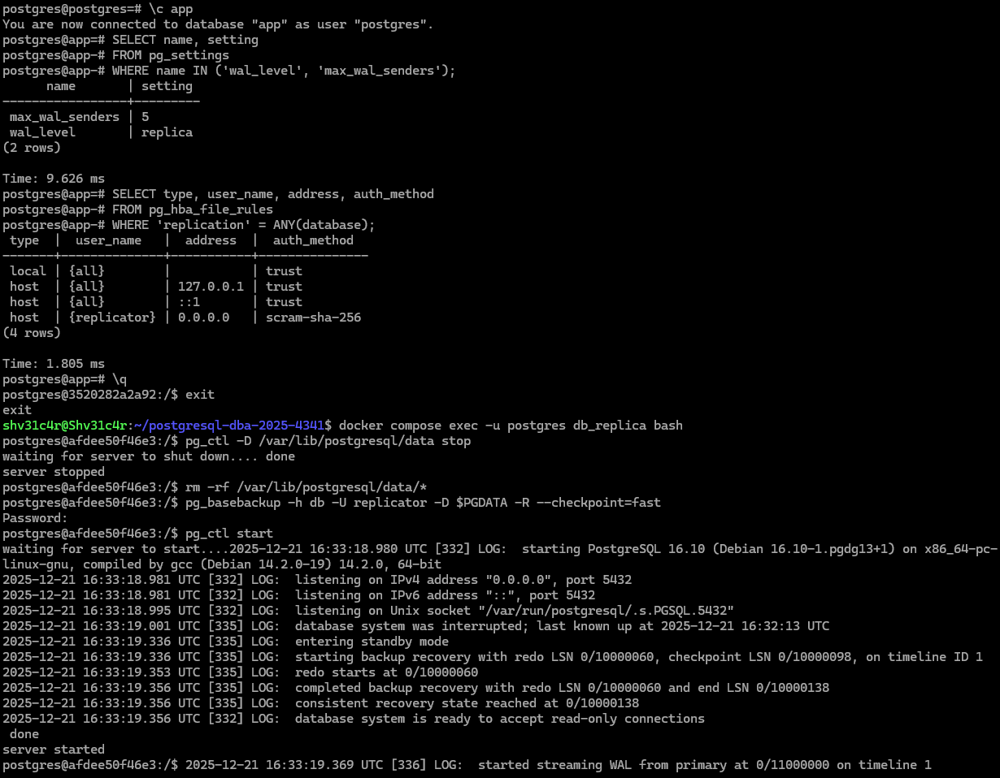 postgres@postgres=# \c app
You are now connected to database "app" as user "postgres".
postgres@app=# SELECT name, setting
postgres@app-# FROM pg_settings
postgres@app-# WHERE name IN ('wal_level', 'max_wal_senders');
      name       | setting
-----------------+---------
 max_wal_senders | 5
 wal_level       | replica
(2 rows)

Time: 9.626 ms
postgres@app=# SELECT type, user_name, address, auth_method
postgres@app-# FROM pg_hba_file_rules
postgres@app-# WHERE 'replication' = ANY(database);
 type  |  user_name   |  address  |  auth_method
-------+--------------+-----------+---------------
 local | {all}        |           | trust
 host  | {all}        | 127.0.0.1 | trust
 host  | {all}        | ::1       | trust
 host  | {replicator} | 0.0.0.0   | scram-sha-256
(4 rows)

Time: 1.805 ms
postgres@app=# \q
postgres@3520282a2a92:/$ exit
exit
shv31c4r@Shv31c4r:~/postgresql-dba-2025-4341$ docker compose exec -u postgres db_replica bash
postgres@afdee50f46e3:/$ pg_ctl -D /var/lib/postgresql/data stop
waiting for server to shut down.... done
server stopped
postgres@afdee50f46e3:/$ rm -rf /var/lib/postgresql/data/*
postgres@afdee50f46e3:/$ pg_basebackup -h db -U replicator -D $PGDATA -R --checkpoint=fast
Password:
postgres@afdee50f46e3:/$ pg_ctl start
waiting for server to start....2025-12-21 16:33:18.980 UTC [332] LOG:  starting PostgreSQL 16.10 (Debian 16.10-1.pgdg13+1) on x86_64-pc-
linux-gnu, compiled by gcc (Debian 14.2.0-19) 14.2.0, 64-bit
2025-12-21 16:33:18.981 UTC [332] LOG:  listening on IPv4 address "0.0.0.0", port 5432
2025-12-21 16:33:18.981 UTC [332] LOG:  listening on IPv6 address "::", port 5432
2025-12-21 16:33:18.995 UTC [332] LOG:  listening on Unix socket "/var/run/postgresql/.s.PGSQL.5432"
2025-12-21 16:33:19.001 UTC [335] LOG:  database system was interrupted; last known up at 2025-12-21 16:32:13 UTC
2025-12-21 16:33:19.336 UTC [335] LOG:  entering standby mode
2025-12-21 16:33:19.336 UTC [335] LOG:  starting backup recovery with redo LSN 0/10000060, checkpoint LSN 0/10000098, on timeline ID 1
2025-12-21 16:33:19.353 UTC [335] LOG:  redo starts at 0/10000060
2025-12-21 16:33:19.356 UTC [335] LOG:  completed backup recovery with redo LSN 0/10000060 and end LSN 0/10000138
2025-12-21 16:33:19.356 UTC [335] LOG:  consistent recovery state reached at 0/10000138
2025-12-21 16:33:19.356 UTC [332] LOG:  database system is ready to accept read-only connections
 done
server started
postgres@afdee50f46e3:/$ 2025-12-21 16:33:19.369 UTC [336] LOG:  started streaming WAL from primary at 0/11000000 on timeline 1